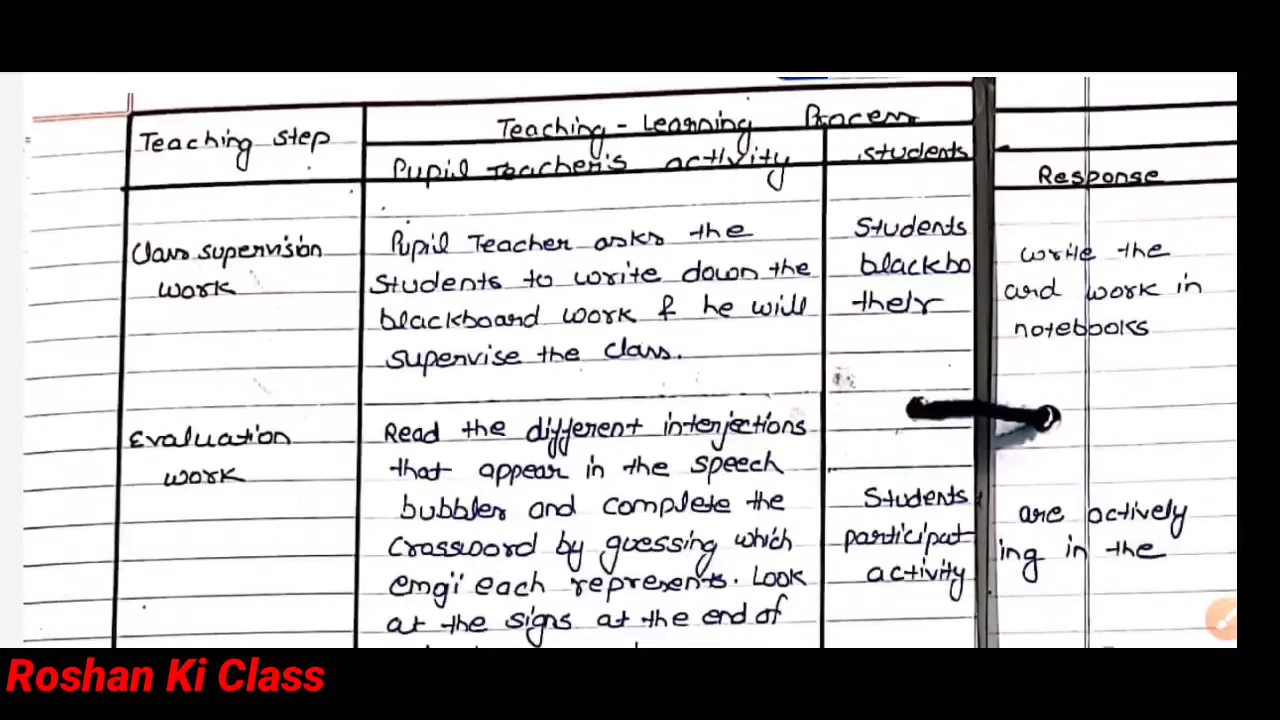 Teaching step
Teaching - Learning Process
Pupil teacher's activity
students Response
Class supervision
work
Pupil Teacher asks the
students to write down the
blackboard work & he will
supervise the class.
Students write the
blackbo ard work in
their notebooks
Evaluation
work
Read the different interjections
that appear in the speech
bubbles and complete the
crossword by guessing which
emgii each represents. Look
at the signs at the end of
Students are actively
participat ing in the
activity
Roshan Ki Class